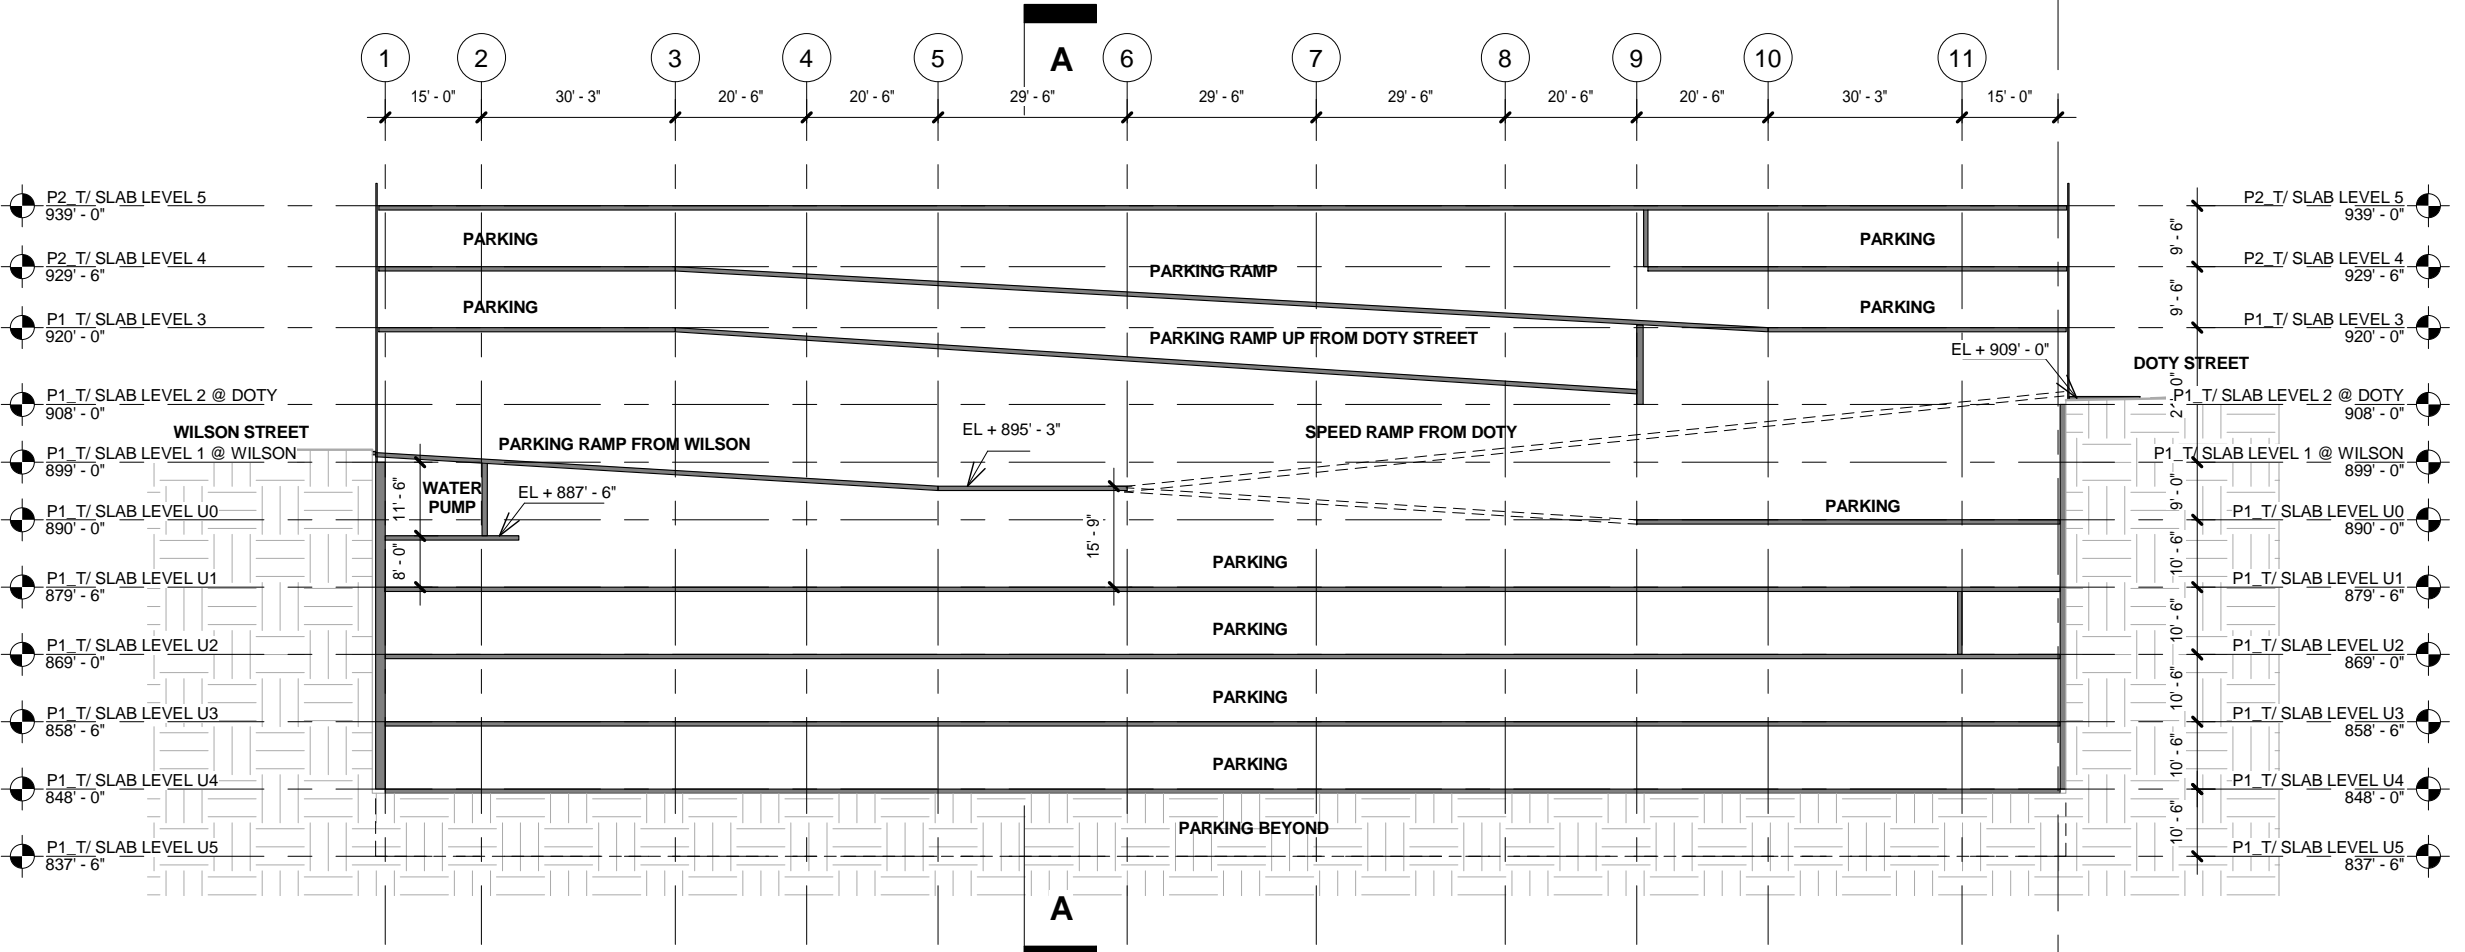 A
1 2 3 4 5 6 7 8 9 10 11
15' - 0" 30' - 3" 20' - 6" 20' - 6" 29' - 6" 29' - 6" 29' - 6" 20' - 6" 20' - 6" 30' - 3" 15' - 0"
P2_T/ SLAB LEVEL 5
939' - 0"
P2_T/ SLAB LEVEL 4
929' - 6"
P1_T/ SLAB LEVEL 3
920' - 0"
P1_T/ SLAB LEVEL 2 @ DOTY
908' - 0"
WILSON STREET
P1_T/ SLAB LEVEL 1 @ WILSON
899' - 0"
P1_T/ SLAB LEVEL U0
890' - 0"
P1_T/ SLAB LEVEL U1
879' - 6"
P1_T/ SLAB LEVEL U2
869' - 0"
P1_T/ SLAB LEVEL U3
858' - 6"
P1_T/ SLAB LEVEL U4
848' - 0"
P1_T/ SLAB LEVEL U5
837' - 6"
PARKING
PARKING
PARKING RAMP
PARKING
PARKING
PARKING RAMP UP FROM DOTY STREET
EL + 909' - 0"
DOTY STREET
PARKING RAMP FROM WILSON
EL + 895' - 3"
SPEED RAMP FROM DOTY
WATER
PUMP
EL + 887' - 6"
11' - 6"
8' - 0"
15' - 9"
PARKING
PARKING
PARKING
PARKING
PARKING
PARKING BEYOND
A
P2_T/ SLAB LEVEL 5
939' - 0"
9' - 6"
P2_T/ SLAB LEVEL 4
929' - 6"
9' - 6"
P1_T/ SLAB LEVEL 3
920' - 0"
P1_T/ SLAB LEVEL 2 @ DOTY
908' - 0"
P1_T/ SLAB LEVEL 1 @ WILSON
899' - 0"
9' - 0"
P1_T/ SLAB LEVEL U0
890' - 0"
10' - 6"
P1_T/ SLAB LEVEL U1
879' - 6"
10' - 6"
P1_T/ SLAB LEVEL U2
869' - 0"
10' - 6"
P1_T/ SLAB LEVEL U3
858' - 6"
10' - 6"
P1_T/ SLAB LEVEL U4
848' - 0"
10' - 6"
P1_T/ SLAB LEVEL U5
837' - 6"